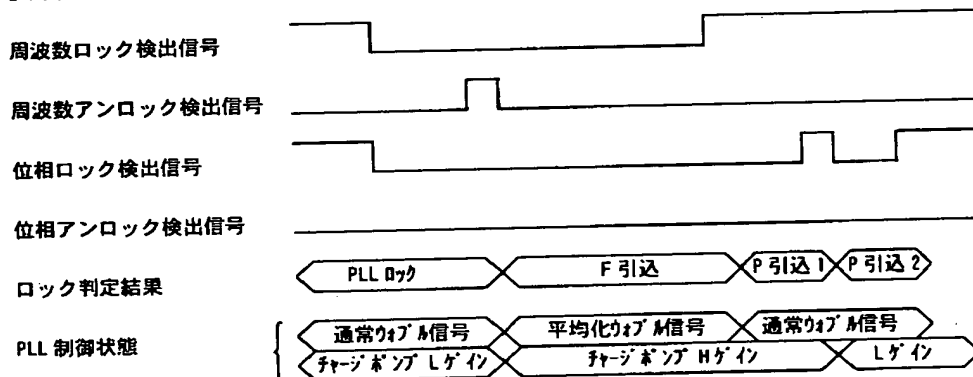 周波数ロック検出信号
周波数アンロック検出信号
位相ロック検出信号
位相アンロック検出信号
ロック判定結果 PLL ロック F 引込 P 引込 1 P 引込 2
PLL 制御状態 通常ウォブル信号 平均化ウォブル信号 通常ウォブル信号
チャージポンプ Lゲイン チャージポンプ Hゲイン Lゲイン